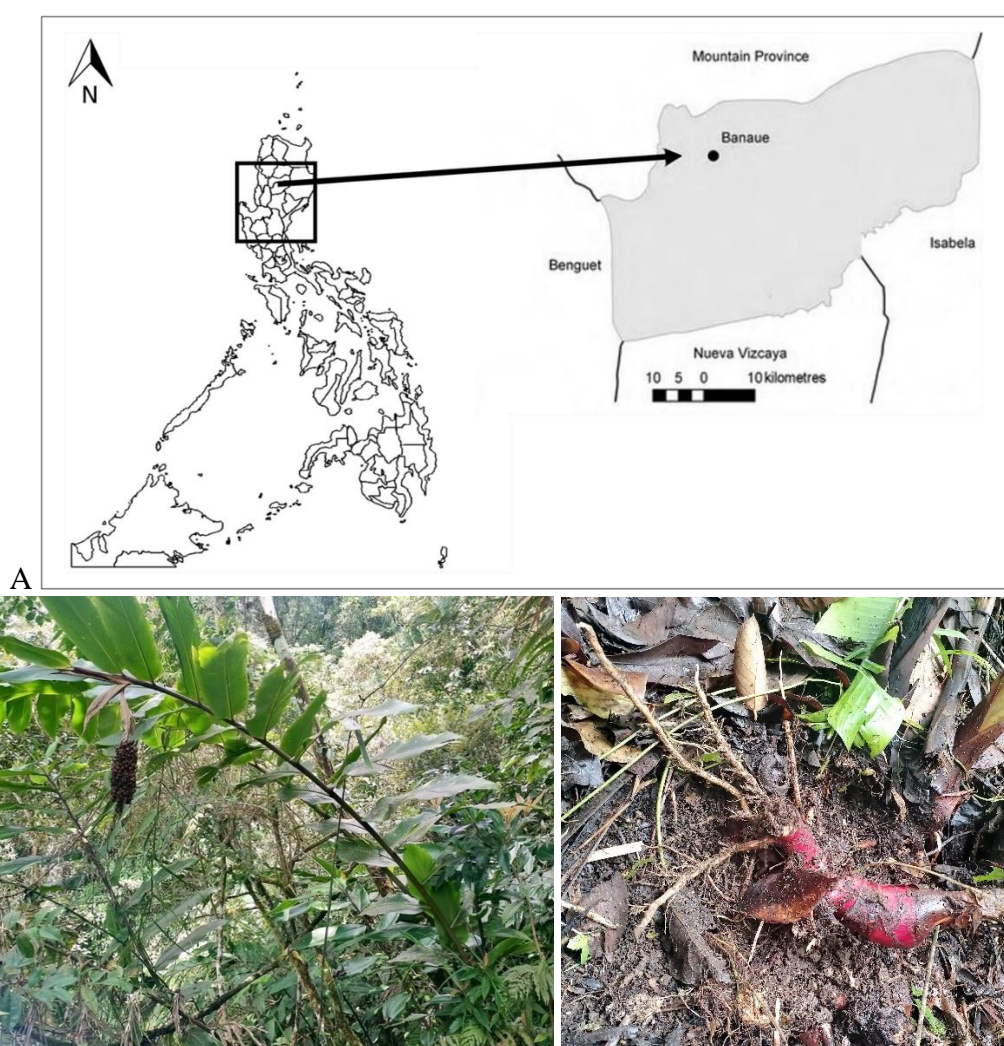 N
Mountain Province
Banaue
Isabela
Benguet
Nueva Vizcaya
10 5 0 10 kilometres
A